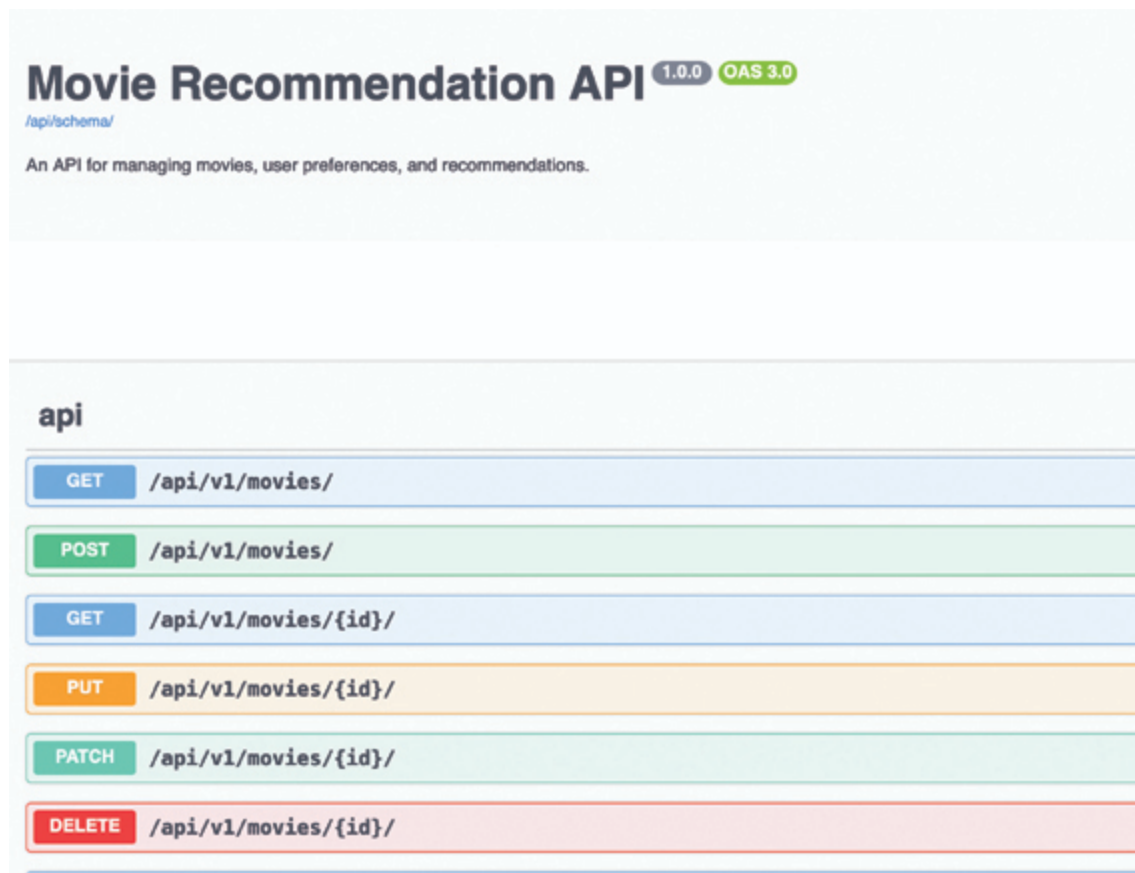 Movie Recommendation API 1.0.0 OAS 3.0
/api/schema/
An API for managing movies, user preferences, and recommendations.
api
GET /api/v1/movies/
POST /api/v1/movies/
GET /api/v1/movies/{id}/
PUT /api/v1/movies/{id}/
PATCH /api/v1/movies/{id}/
DELETE /api/v1/movies/{id}/